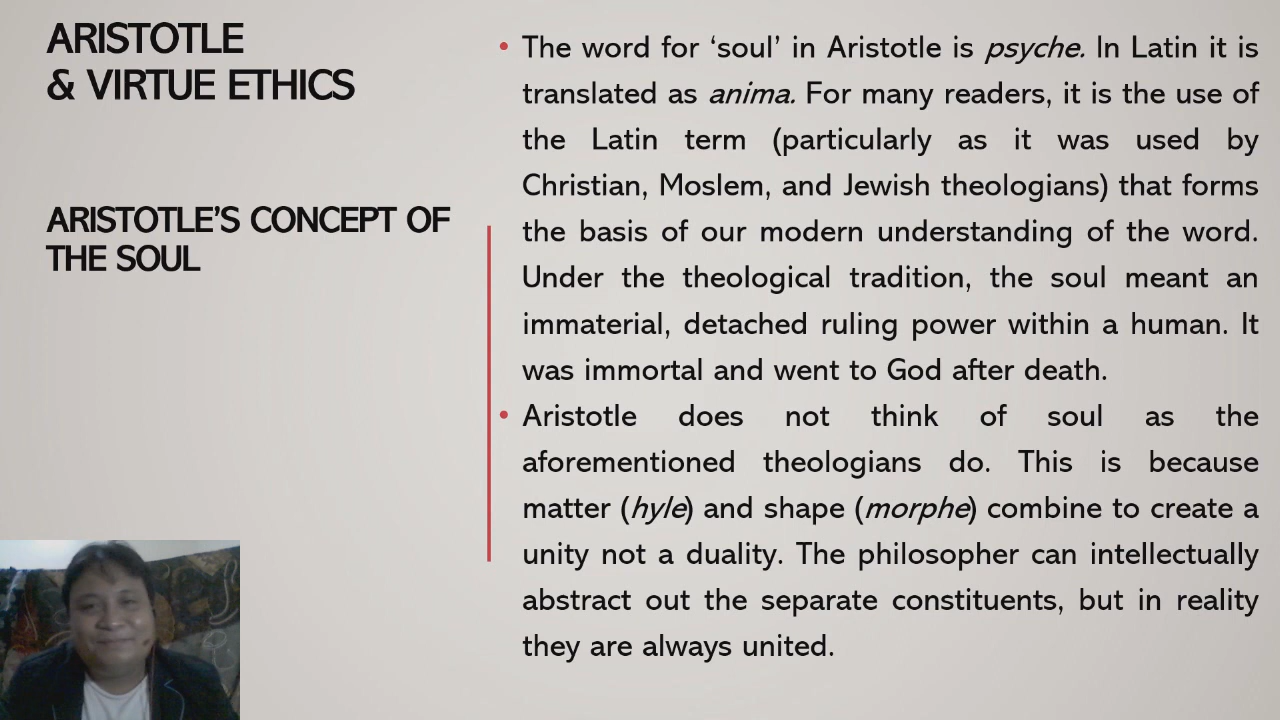 ARISTOTLE
& VIRTUE ETHICS
ARISTOTLE’S CONCEPT OF
THE SOUL
• The word for ‘soul’ in Aristotle is psyche. In Latin it is
translated as anima. For many readers, it is the use of
the Latin term (particularly as it was used by
Christian, Moslem, and Jewish theologians) that forms
the basis of our modern understanding of the word.
Under the theological tradition, the soul meant an
immaterial, detached ruling power within a human. It
was immortal and went to God after death.
• Aristotle does not think of soul as the
aforementioned theologians do. This is because
matter (hyle) and shape (morphe) combine to create a
unity not a duality. The philosopher can intellectually
abstract out the separate constituents, but in reality
they are always united.